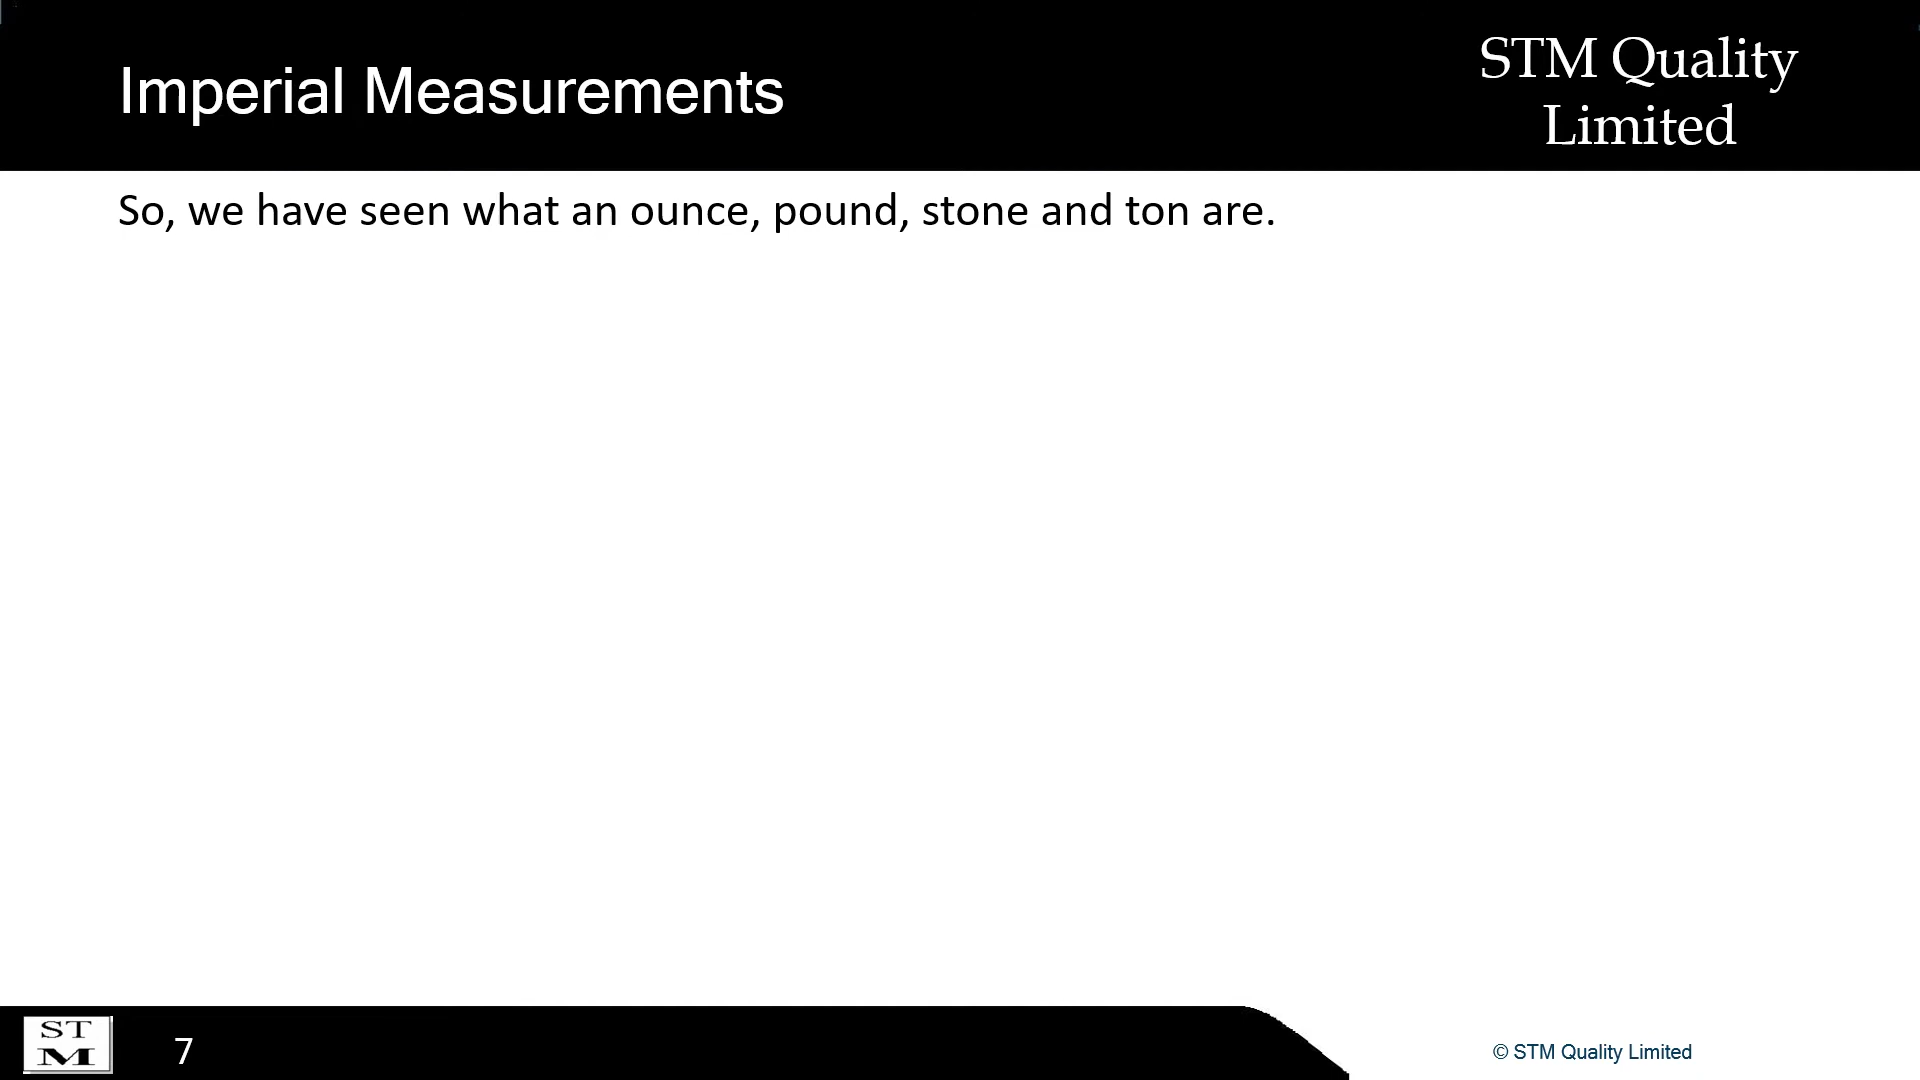 Imperial Measurements
STM Quality
Limited
So, we have seen what an ounce, pound, stone and ton are.
ST
M
7
© STM Quality Limited